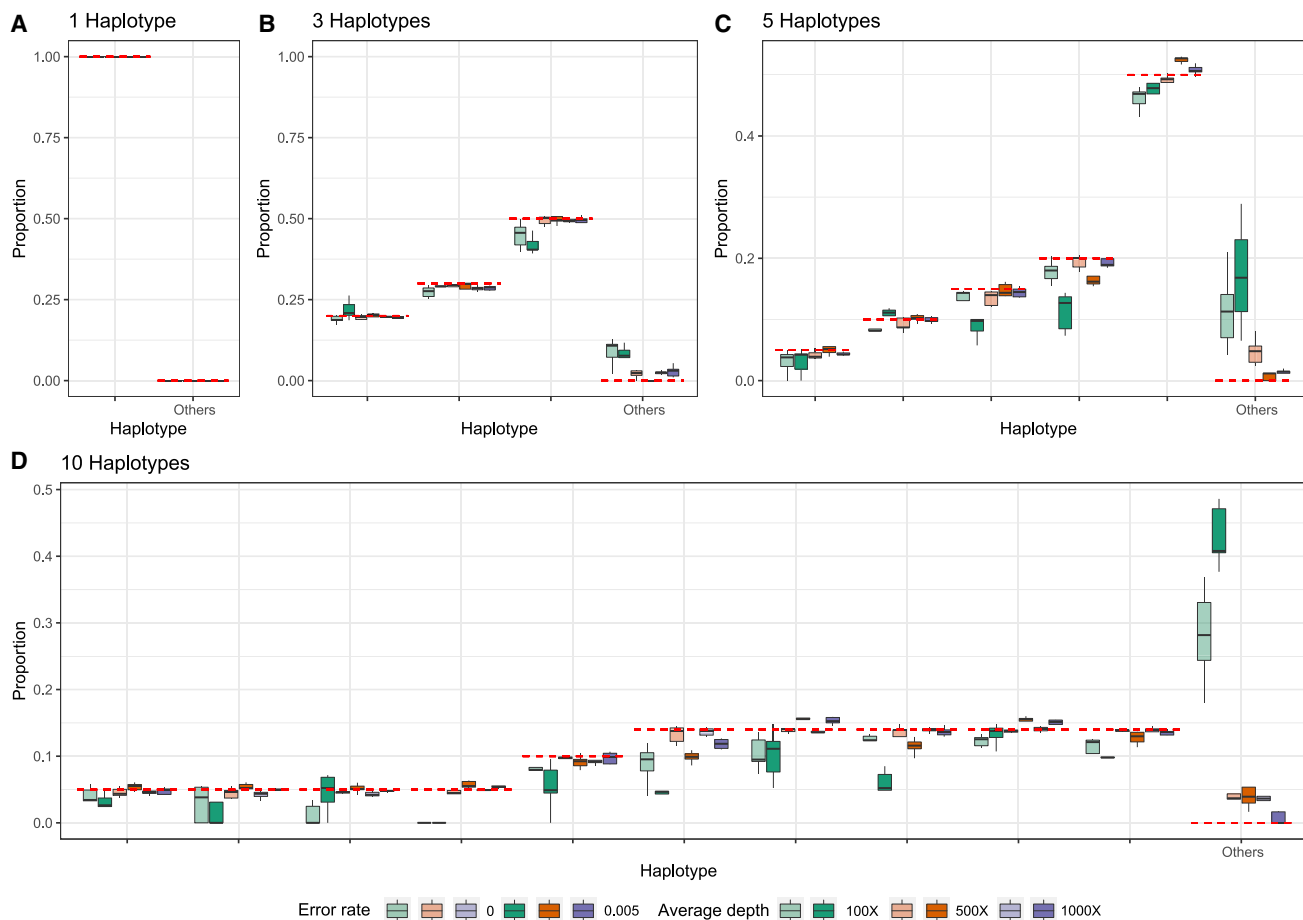 A
1 Haplotype
Proportion
1.00
0.75
0.50
0.25
0.00
Others
Haplotype
B
3 Haplotypes
Proportion
1.00
0.75
0.50
0.25
0.00
Others
Haplotype
C
5 Haplotypes
Proportion
0.4
0.2
0.0
Others
Haplotype
D
10 Haplotypes
Proportion
0.5
0.4
0.3
0.2
0.1
0.0
Others
Haplotype
Error rate 0 0.005 Average depth 100X 500X 1000X